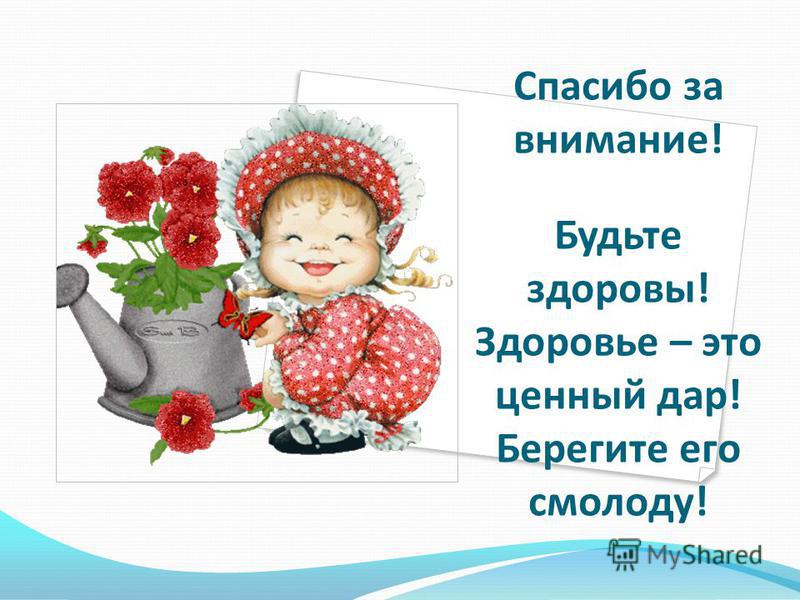 Спасибо за
внимание!
Будьте
здоровы!
Здоровье – это
ценный дар!
Берегите его
смолоду!
MyShared